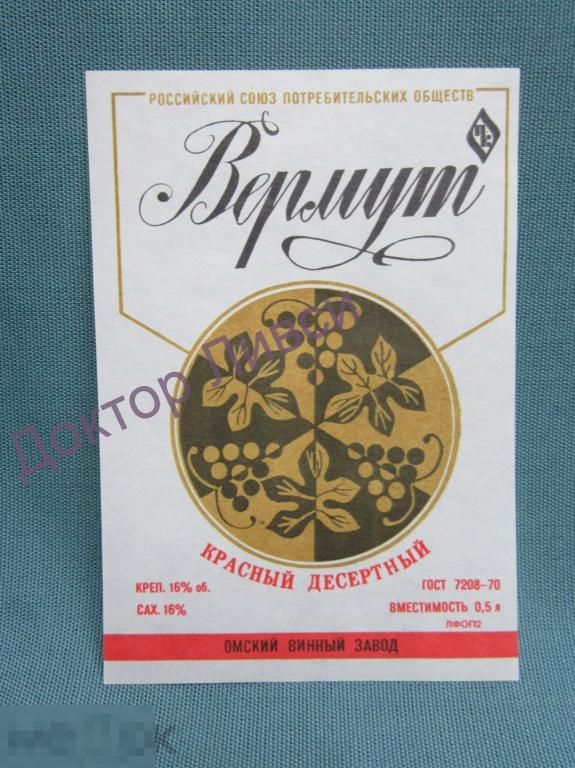 РОССИЙСКИЙ СОЮЗ ПОТРЕБИТЕЛЬСКИХ ОБЩЕСТВ
Вермут
Доктор Ливси
КРАСНЫЙ ДЕСЕРТНЫЙ
КРЕП. 16% об.
САХ. 16%
ГОСТ 7208-70
ВМЕСТИМОСТЬ 0,5 л
ЛФОП2
ОМСКИЙ ВИННЫЙ ЗАВОД